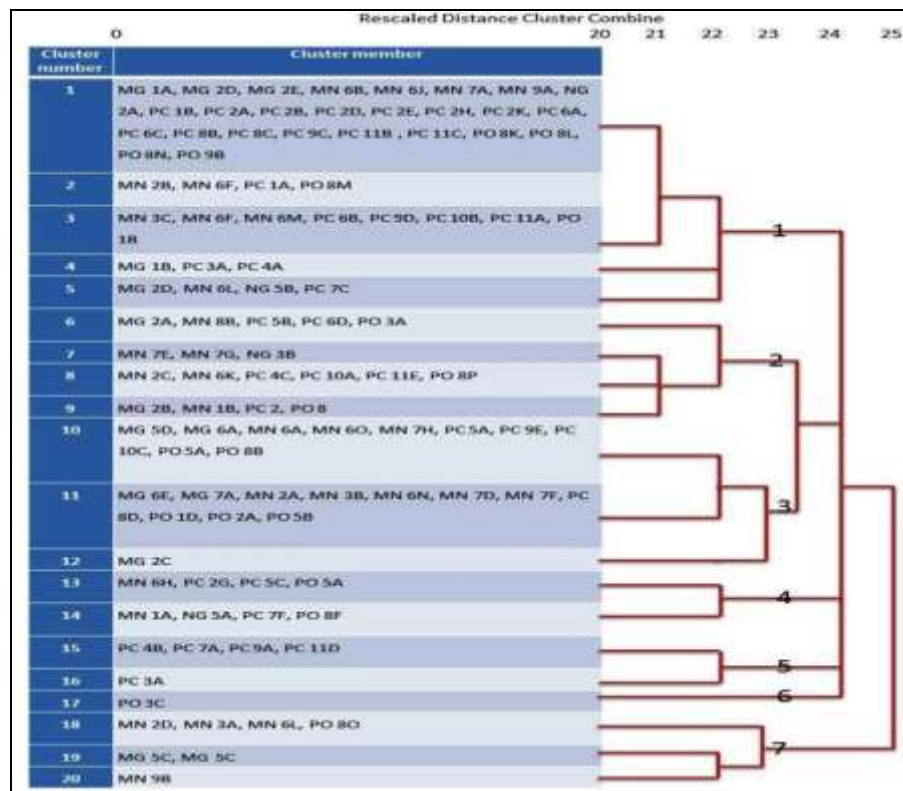 Rescaled Distance Cluster Combine
0 20 21 22 23 24 25
Cluster number Cluster member
1 MG 1A, MG 2D, MG 2E, MN 6B, MN 6J, MN 7A, MN 9A, NG
2A, PC 1B, PC 2A, PC 2B, PC 2D, PC 2E, PC 2H, PC 2K, PC 6A,
PC 6C, PC 8B, PC 8C, PC 9C, PC 11B , PC 11C, PO 8K, PO 8L,
PO 8N, PO 9B
2 MN 2B, MN 6F, PC 1A, PO 8M
3 MN 3C, MN 6F, MN 6M, PC 6B, PC 9D, PC 10B, PC 11A, PO
1B
4 MG 1B, PC 3A, PC 4A
5 MG 2D, MN 6L, NG 5B, PC 7C
6 MG 2A, MN 8B, PC 5B, PC 6D, PO 3A
7 MN 7E, MN 7G, NG 3B
8 MN 2C, MN 6K, PC 4C, PC 10A, PC 11E, PO 8P
9 MG 2B, MN 1B, PC 2, PO 8
10 MG 5D, MG 6A, MN 6A, MN 6O, MN 7H, PC 5A, PC 9E, PC
10C, PO 5A, PO 8B
11 MG 6E, MG 7A, MN 2A, MN 3B, MN 6N, MN 7D, MN 7F, PC
8D, PO 1D, PO 2A, PO 5B
12 MG 2C
13 MN 6H, PC 2G, PC 5C, PO 5A
14 MN 1A, NG 5A, PC 7F, PO 8F
15 PC 4B, PC 7A, PC 9A, PC 11D
16 PC 3A
17 PO 3C
18 MN 2D, MN 3A, MN 6L, PO 8O
19 MG 5C, MG 5C
20 MN 9B
1
2
3
4
5
6
7